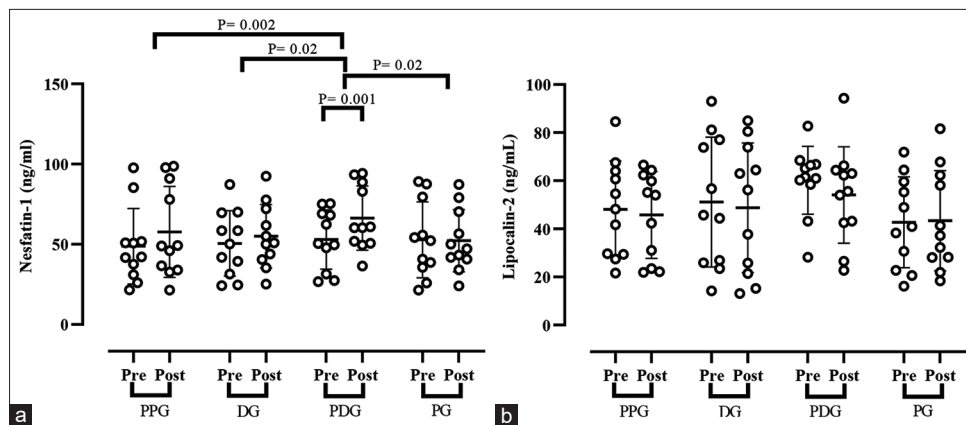 P= 0.002
P= 0.02
P= 0.02
P= 0.001
Nesfatin-1 (ng/ml)
150
100
50
0
Pre Post Pre Post Pre Post Pre Post
PPG DG PDG PG
a
Lipocalin-2 (ng/mL)
100
80
60
40
20
0
Pre Post Pre Post Pre Post Pre Post
PPG DG PDG PG
b